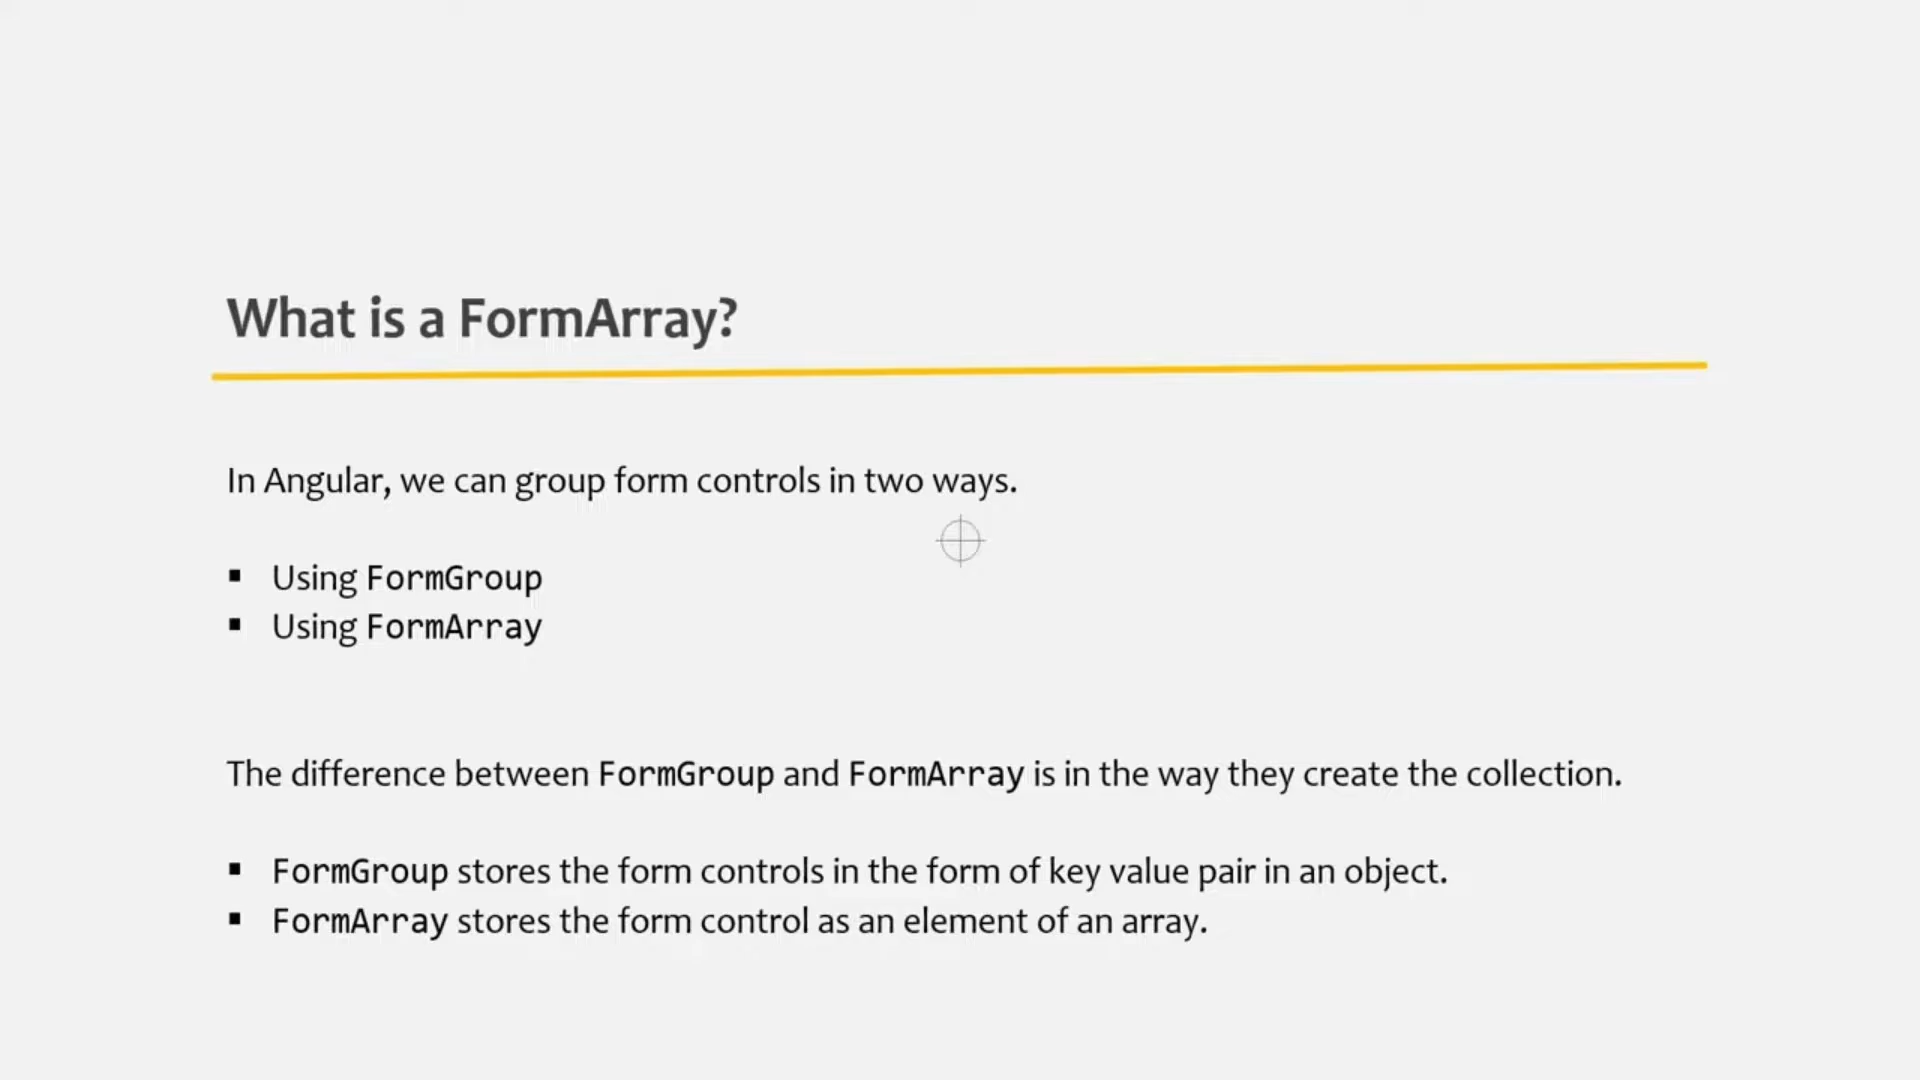 What is a FormArray?
In Angular, we can group form controls in two ways.
▪ Using FormGroup
▪ Using FormArray
The difference between FormGroup and FormArray is in the way they create the collection.
▪ FormGroup stores the form controls in the form of key value pair in an object.
▪ FormArray stores the form control as an element of an array.